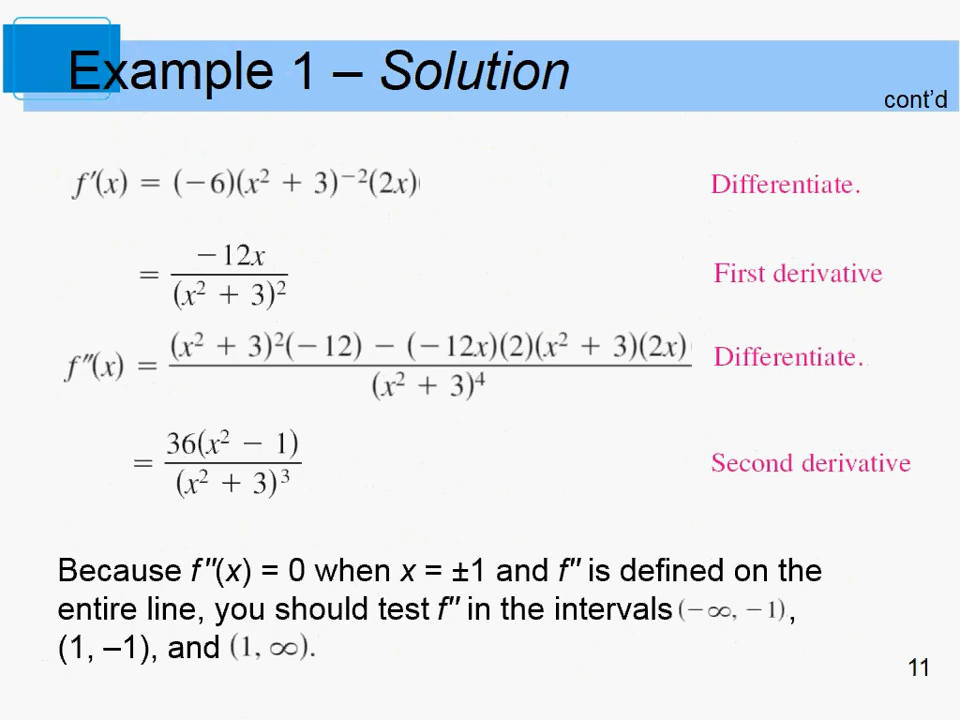 Example 1 – Solution
cont'd
f′(x) = (−6)(x² + 3)⁻²(2x) Differentiate.
= −12x / (x² + 3)² First derivative
f″(x) = (x² + 3)²(−12) − (−12x)(2)(x² + 3)(2x) / (x² + 3)⁴ Differentiate.
= 36(x² − 1) / (x² + 3)³ Second derivative
Because f″(x) = 0 when x = ±1 and f″ is defined on the
entire line, you should test f″ in the intervals (−∞, −1),
(1, –1), and (1, ∞).
11